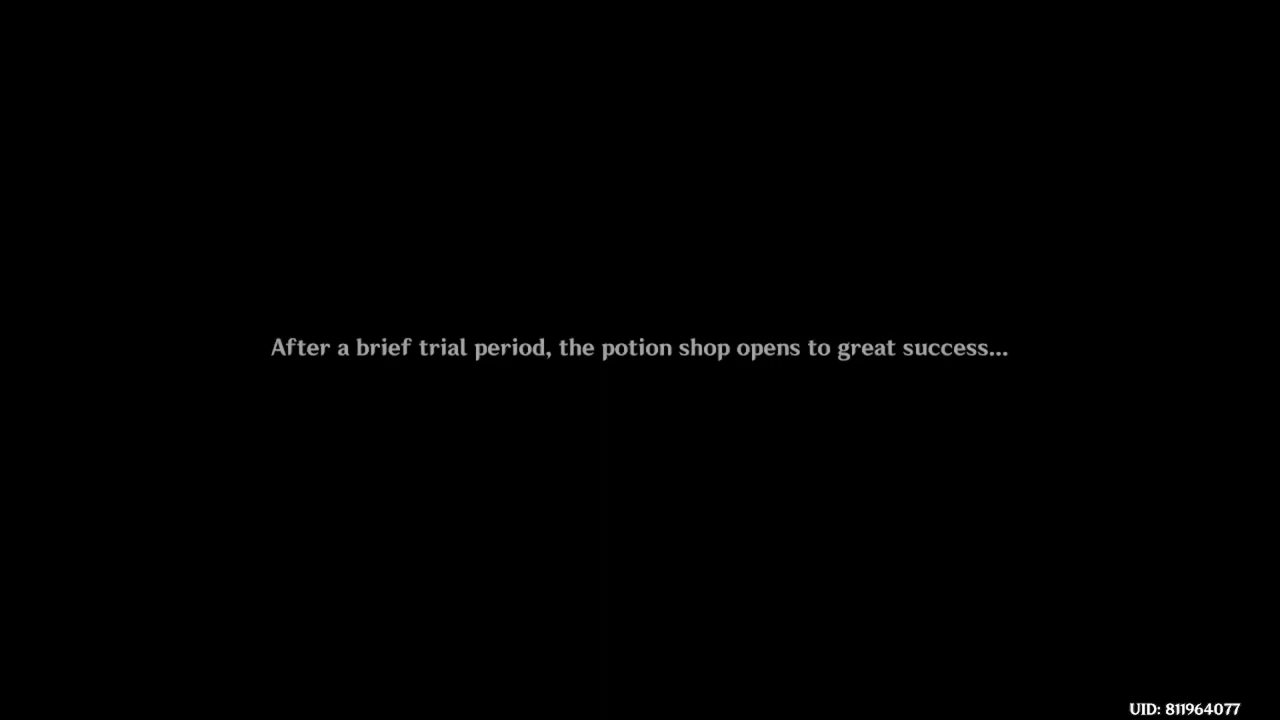 After a brief trial period, the potion shop opens to great success...
UID: 811964077